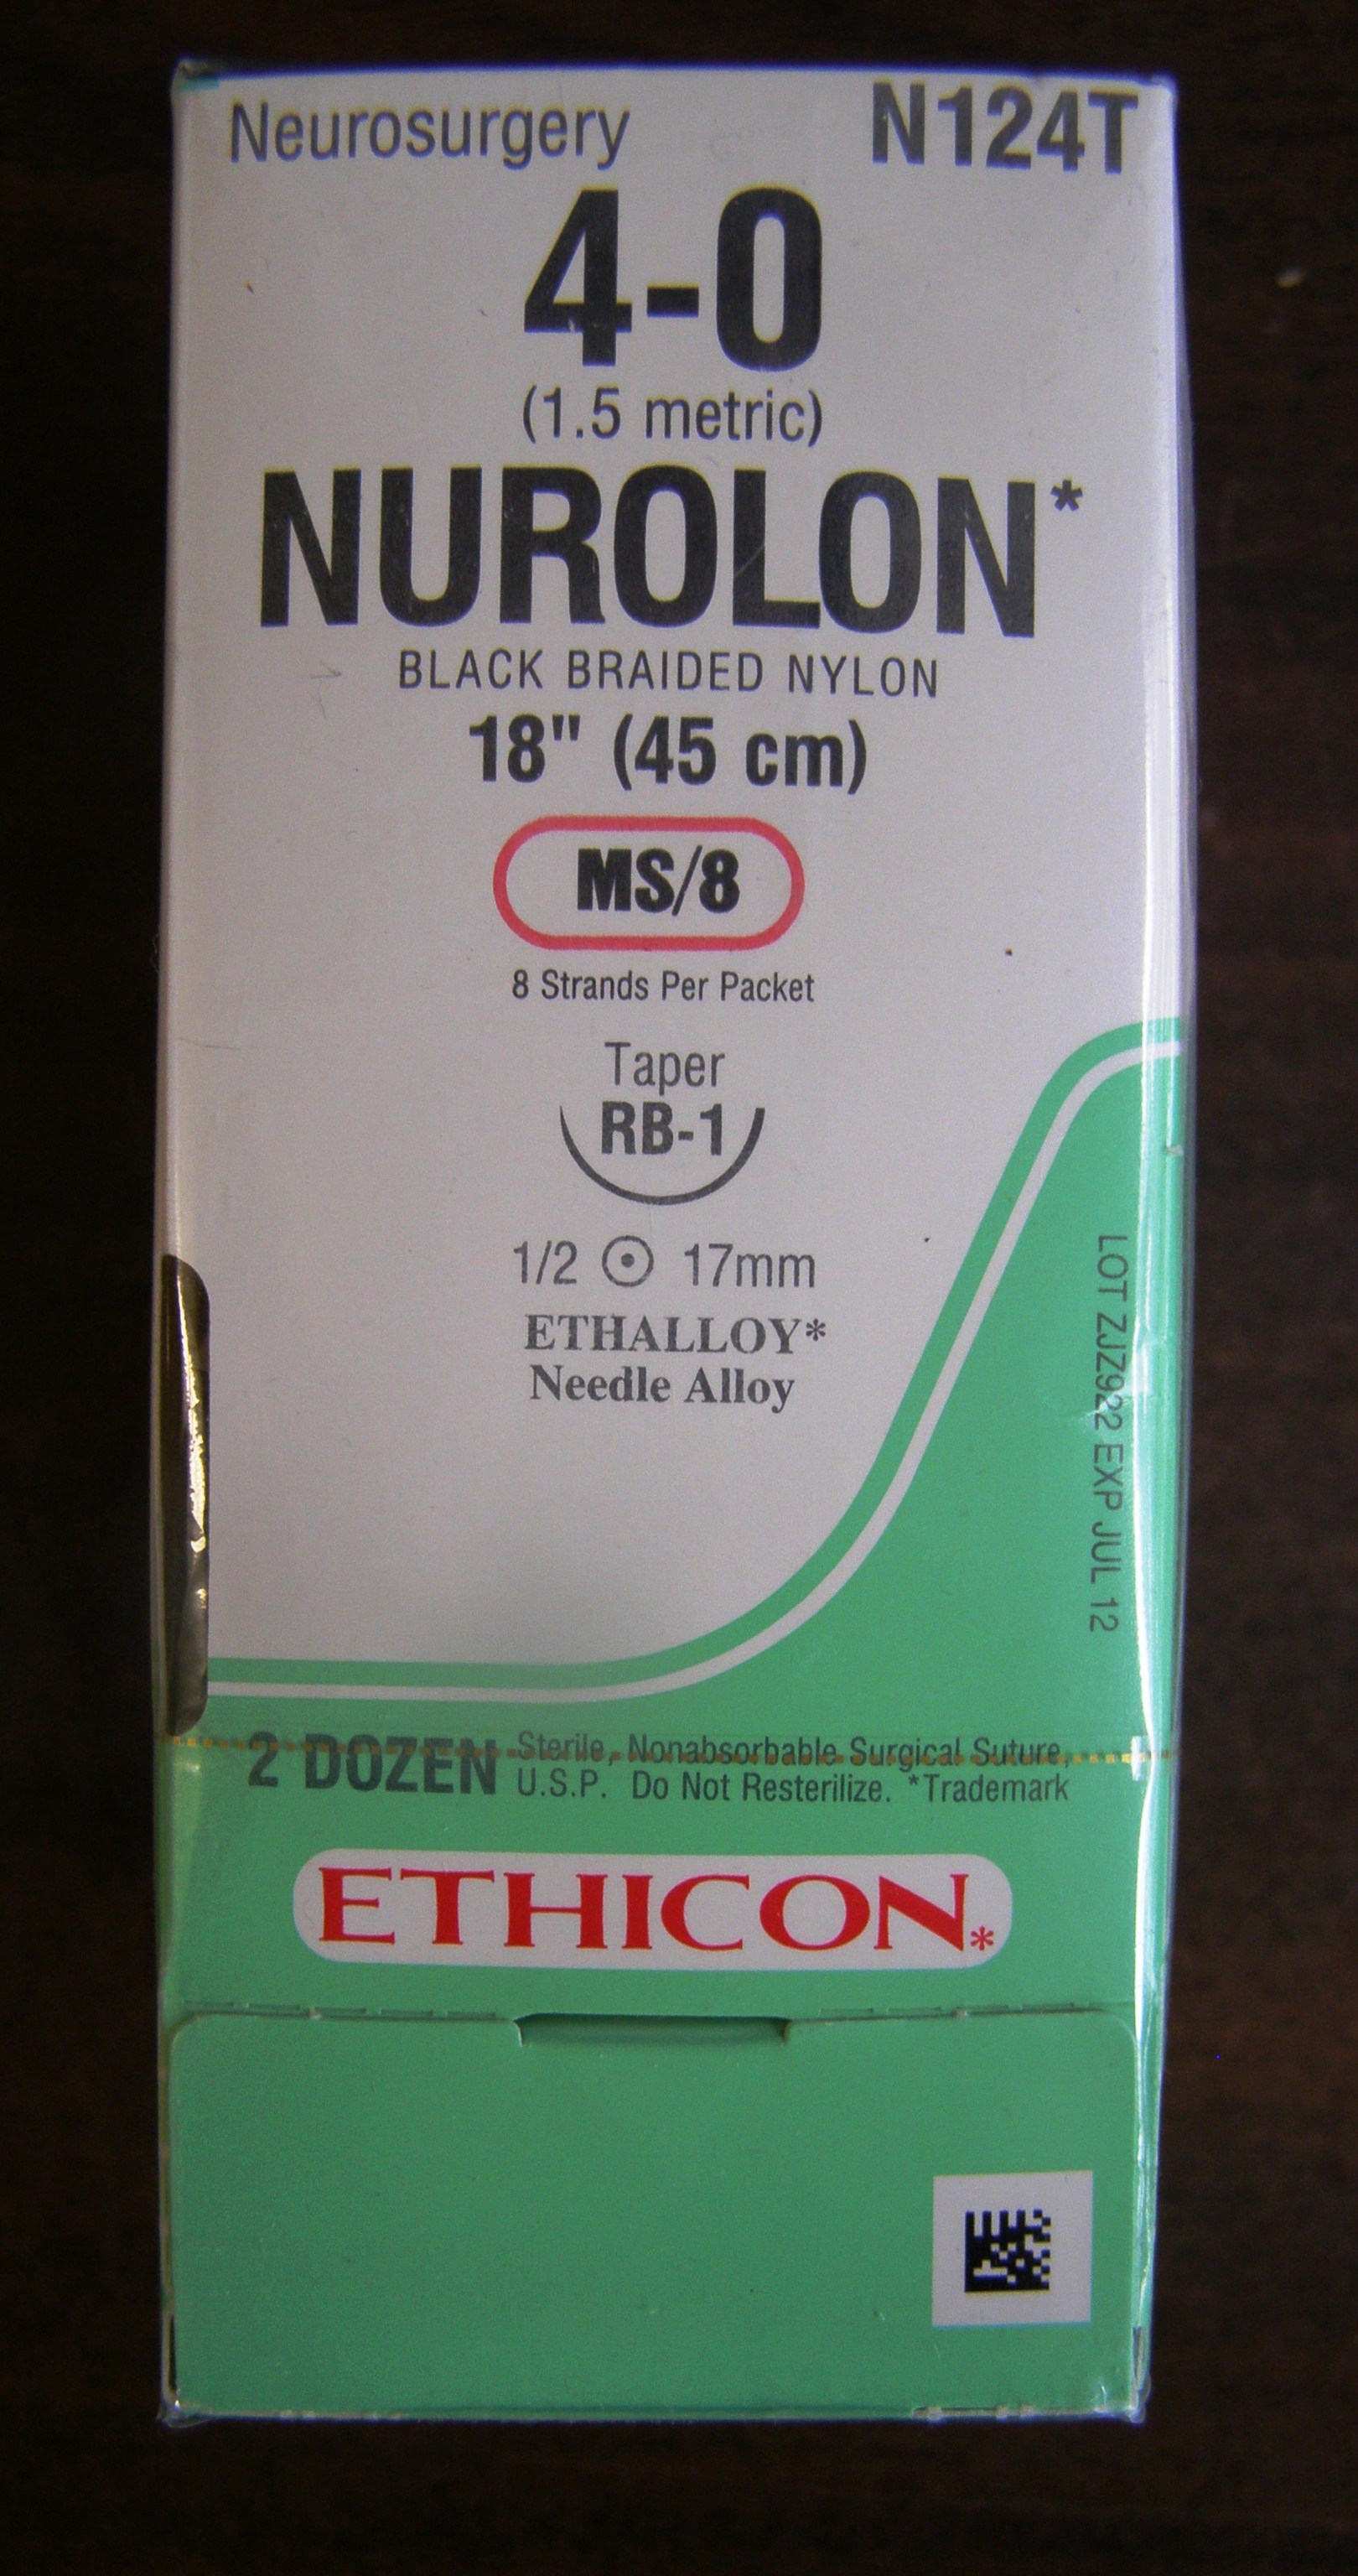 Neurosurgery N124T
4-0
(1.5 metric)
NUROLON*
BLACK BRAIDED NYLON
18" (45 cm)
MS/8
8 Strands Per Packet
Taper
RB-1
1/2 17mm
ETHALLOY*
Needle Alloy
LOT ZJZ922 EXP JUL 12
2 DOZEN Sterile, Nonabsorbable Surgical Suture,
U.S.P. Do Not Resterilize. *Trademark
ETHICON*